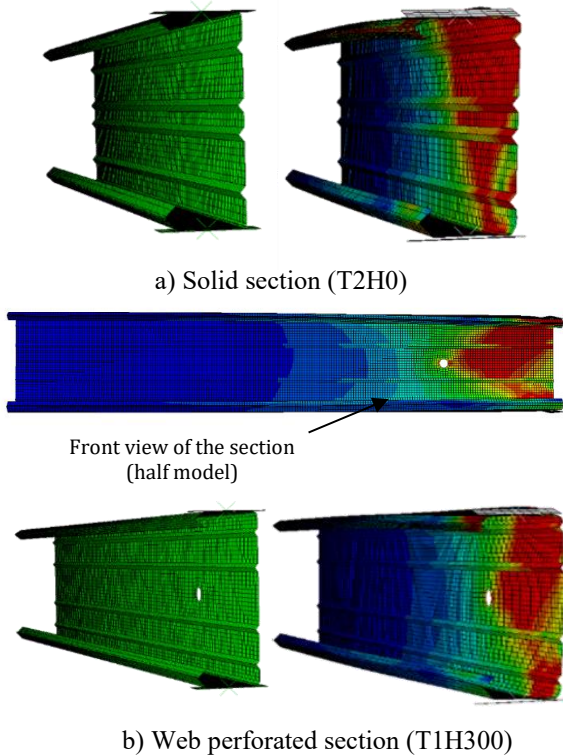 a) Solid section (T2H0)
Front view of the section
(half model)
b) Web perforated section (T1H300)